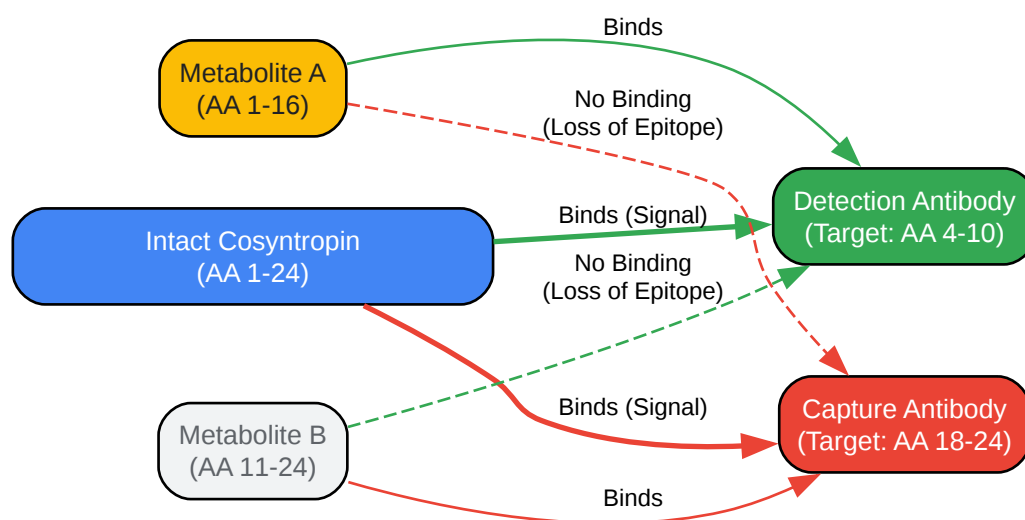 Binds
Metabolite A
(AA 1-16)
No Binding
(Loss of Epitope)
Detection Antibody
(Target: AA 4-10)
Binds (Signal)
Intact Cosyntropin
(AA 1-24)
No Binding
(Loss of Epitope)
Binds (Signal)
Capture Antibody
(Target: AA 18-24)
Metabolite B
(AA 11-24)
Binds